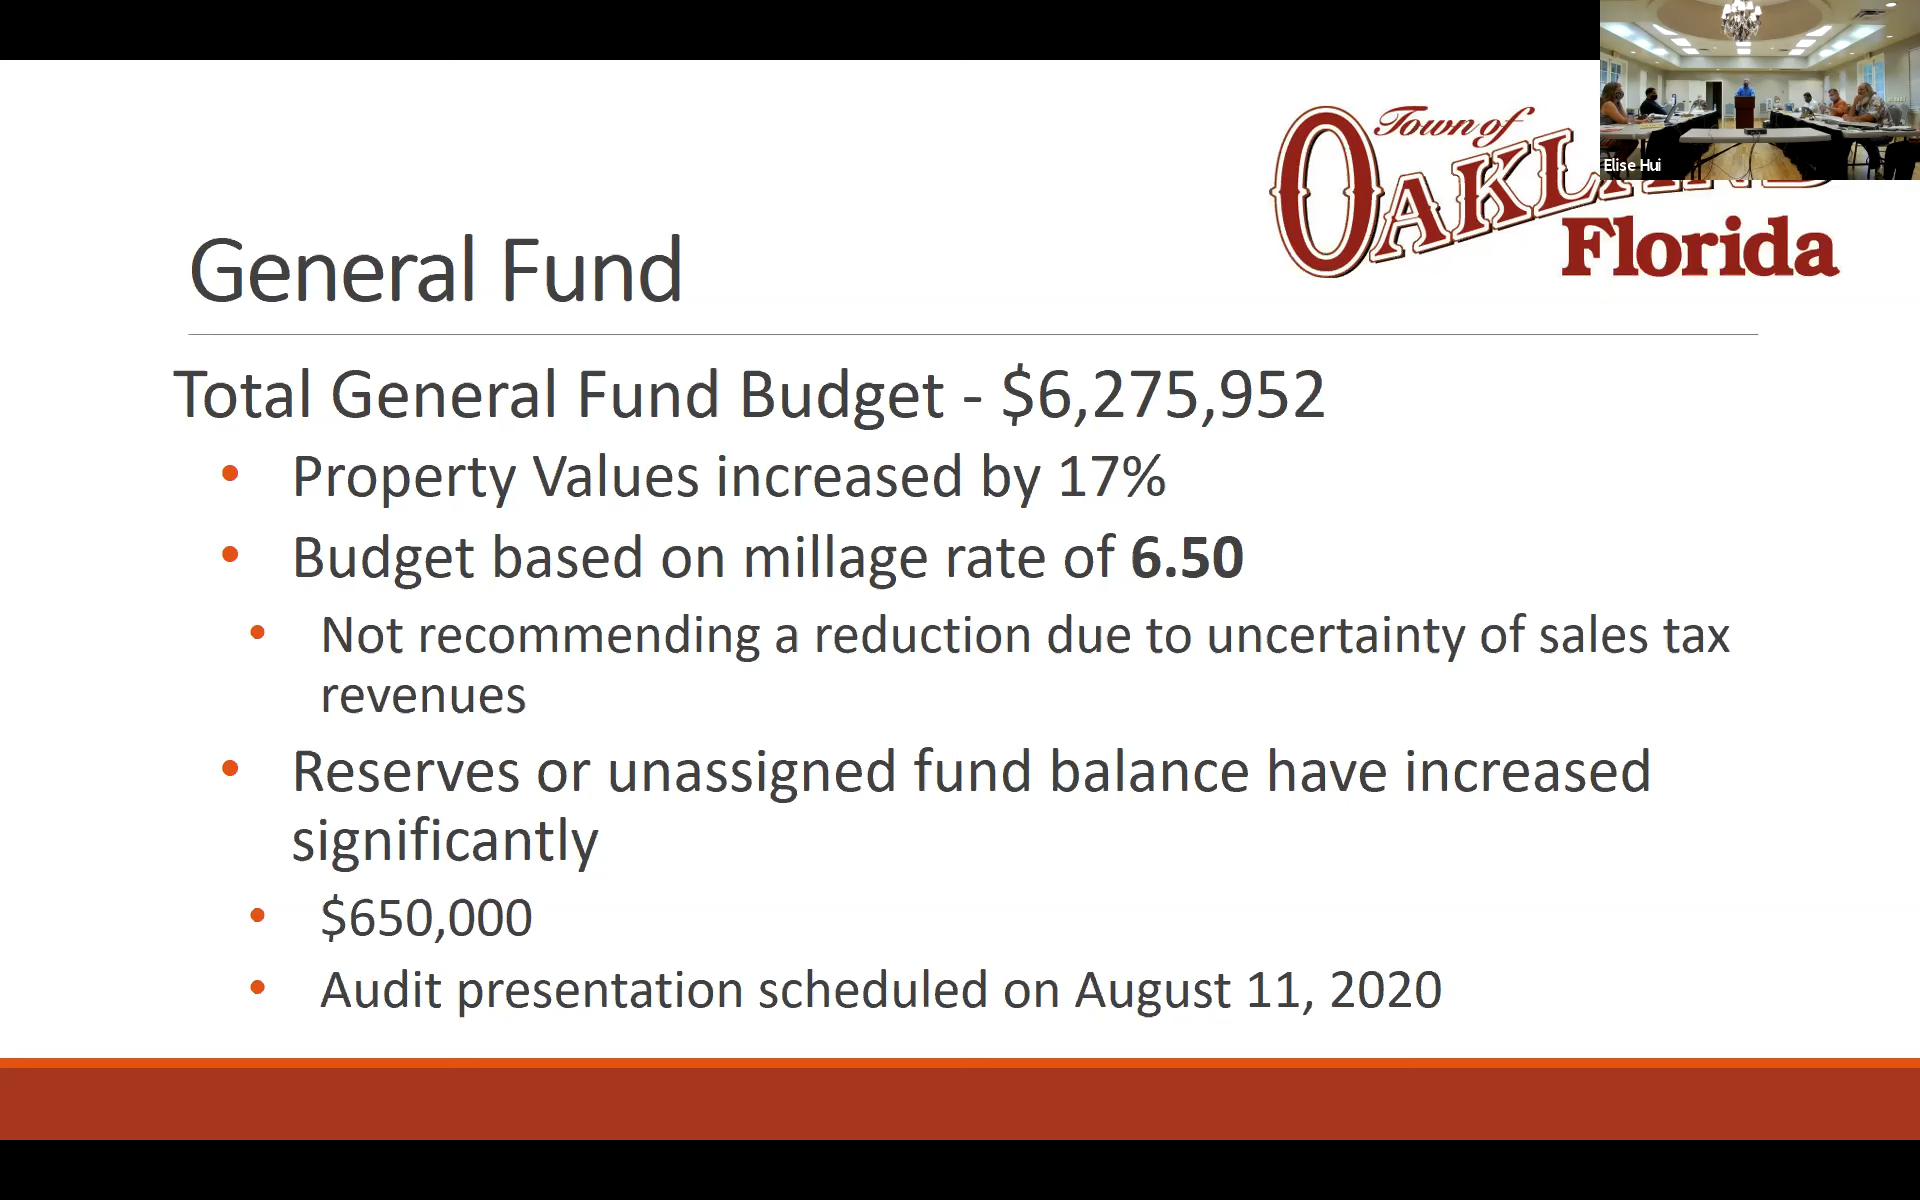 Town of
OAKLAND
Florida
Elise Hui
General Fund
Total General Fund Budget - $6,275,952
• Property Values increased by 17%
• Budget based on millage rate of 6.50
• Not recommending a reduction due to uncertainty of sales tax
revenues
• Reserves or unassigned fund balance have increased
significantly
• $650,000
• Audit presentation scheduled on August 11, 2020